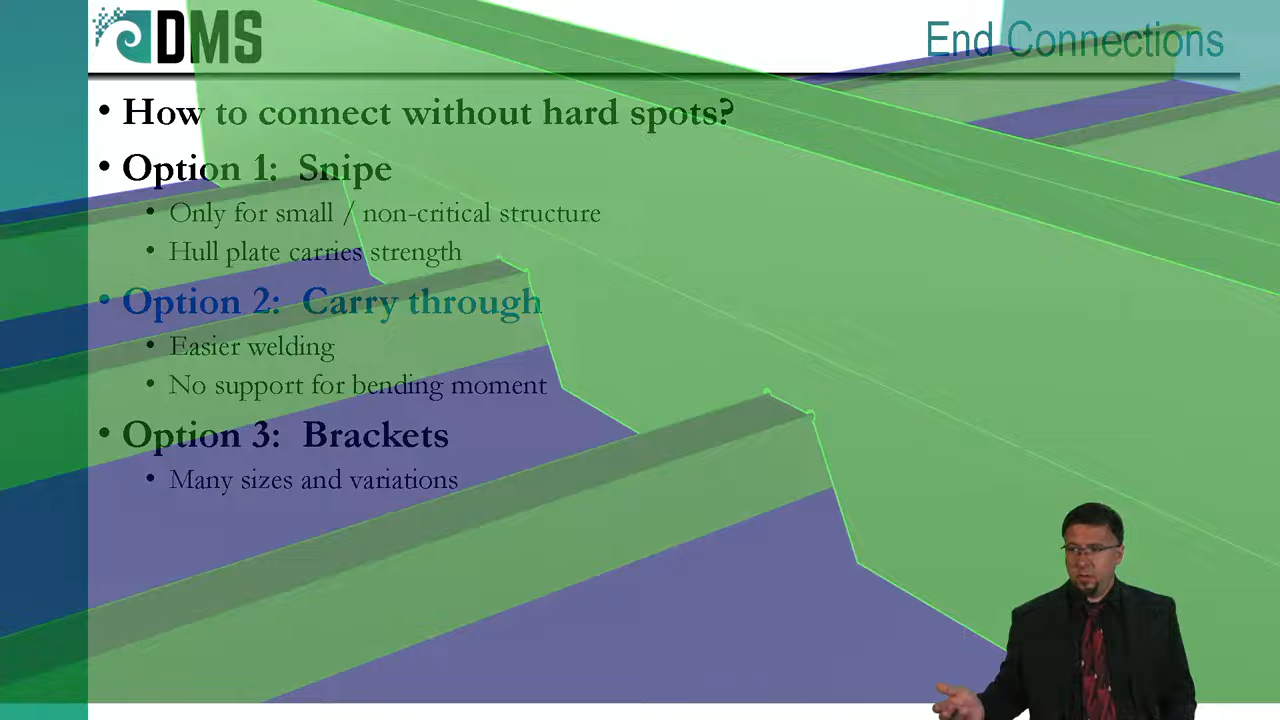 DMS
End Connections
• How to connect without hard spots?
• Option 1: Snipe
• Only for small / non-critical structure
• Hull plate carries strength
• Option 2: Carry through
• Easier welding
• No support for bending moment
• Option 3: Brackets
• Many sizes and variations